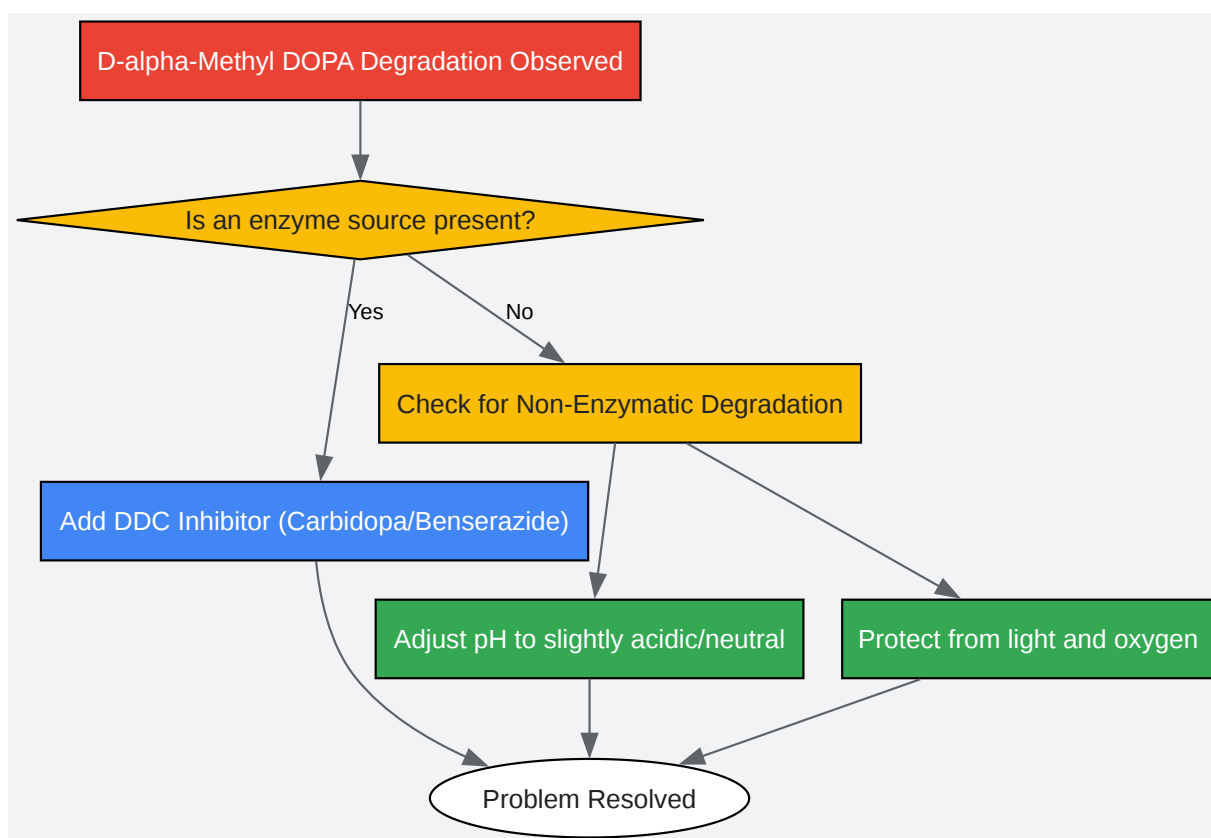 D-alpha-Methyl DOPA Degradation Observed
Is an enzyme source present?
Yes
No
Check for Non-Enzymatic Degradation
Add DDC Inhibitor (Carbidopa/Benserazide)
Adjust pH to slightly acidic/neutral
Protect from light and oxygen
Problem Resolved